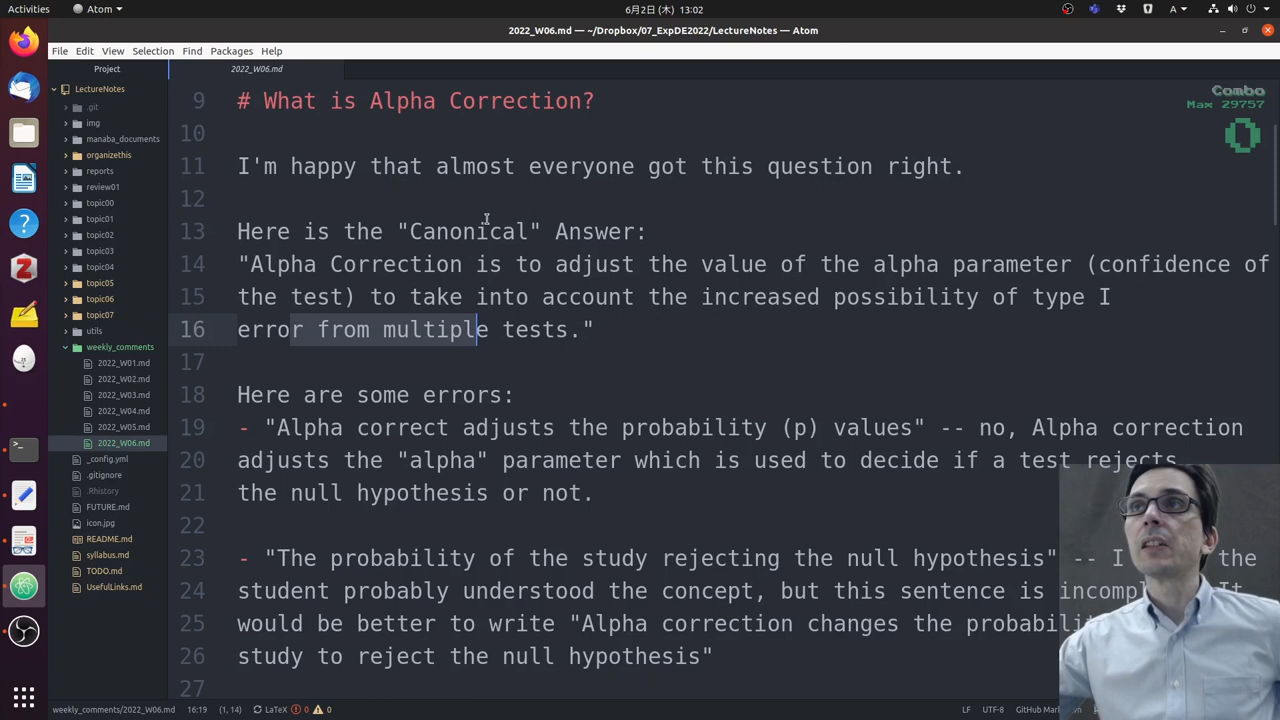 Activities
Atom
6月2日 (木) 13:02
A
2022_W06.md — ~/Dropbox/07_ExpDE2022/LectureNotes — Atom
File Edit View Selection Find Packages Help
Project
2022_W06.md
LectureNotes
.git
img
manaba_documents
organizethis
reports
review01
topic00
topic01
topic02
topic03
topic04
topic05
topic06
topic07
utils
weekly_comments
2022_W01.md
2022_W02.md
2022_W03.md
2022_W04.md
2022_W05.md
2022_W06.md
_config.yml
.gitignore
.Rhistory
FUTURE.md
icon.jpg
README.md
syllabus.md
TODO.md
UsefulLinks.md
Combo
Max 29757
0
9 # What is Alpha Correction?
10
11 I'm happy that almost everyone got this question right.
12
13 Here is the "Canonical" Answer:
14 "Alpha Correction is to adjust the value of the alpha parameter (confidence of
15 the test) to take into account the increased possibility of type I
16 error from multiple tests."
17
18 Here are some errors:
19 - "Alpha correct adjusts the probability (p) values" -- no, Alpha correction
20 adjusts the "alpha" parameter which is used to decide if a test rejects
21 the null hypothesis or not.
22
23 - "The probability of the study rejecting the null hypothesis" -- I the
24 student probably understood the concept, but this sentence is
25 would be better to write "Alpha correction changes the
26 study to reject the null hypothesis"
27
weekly_comments/2022_W06.md 16:19 (1, 14) LaTeX 0 0
LF UTF-8